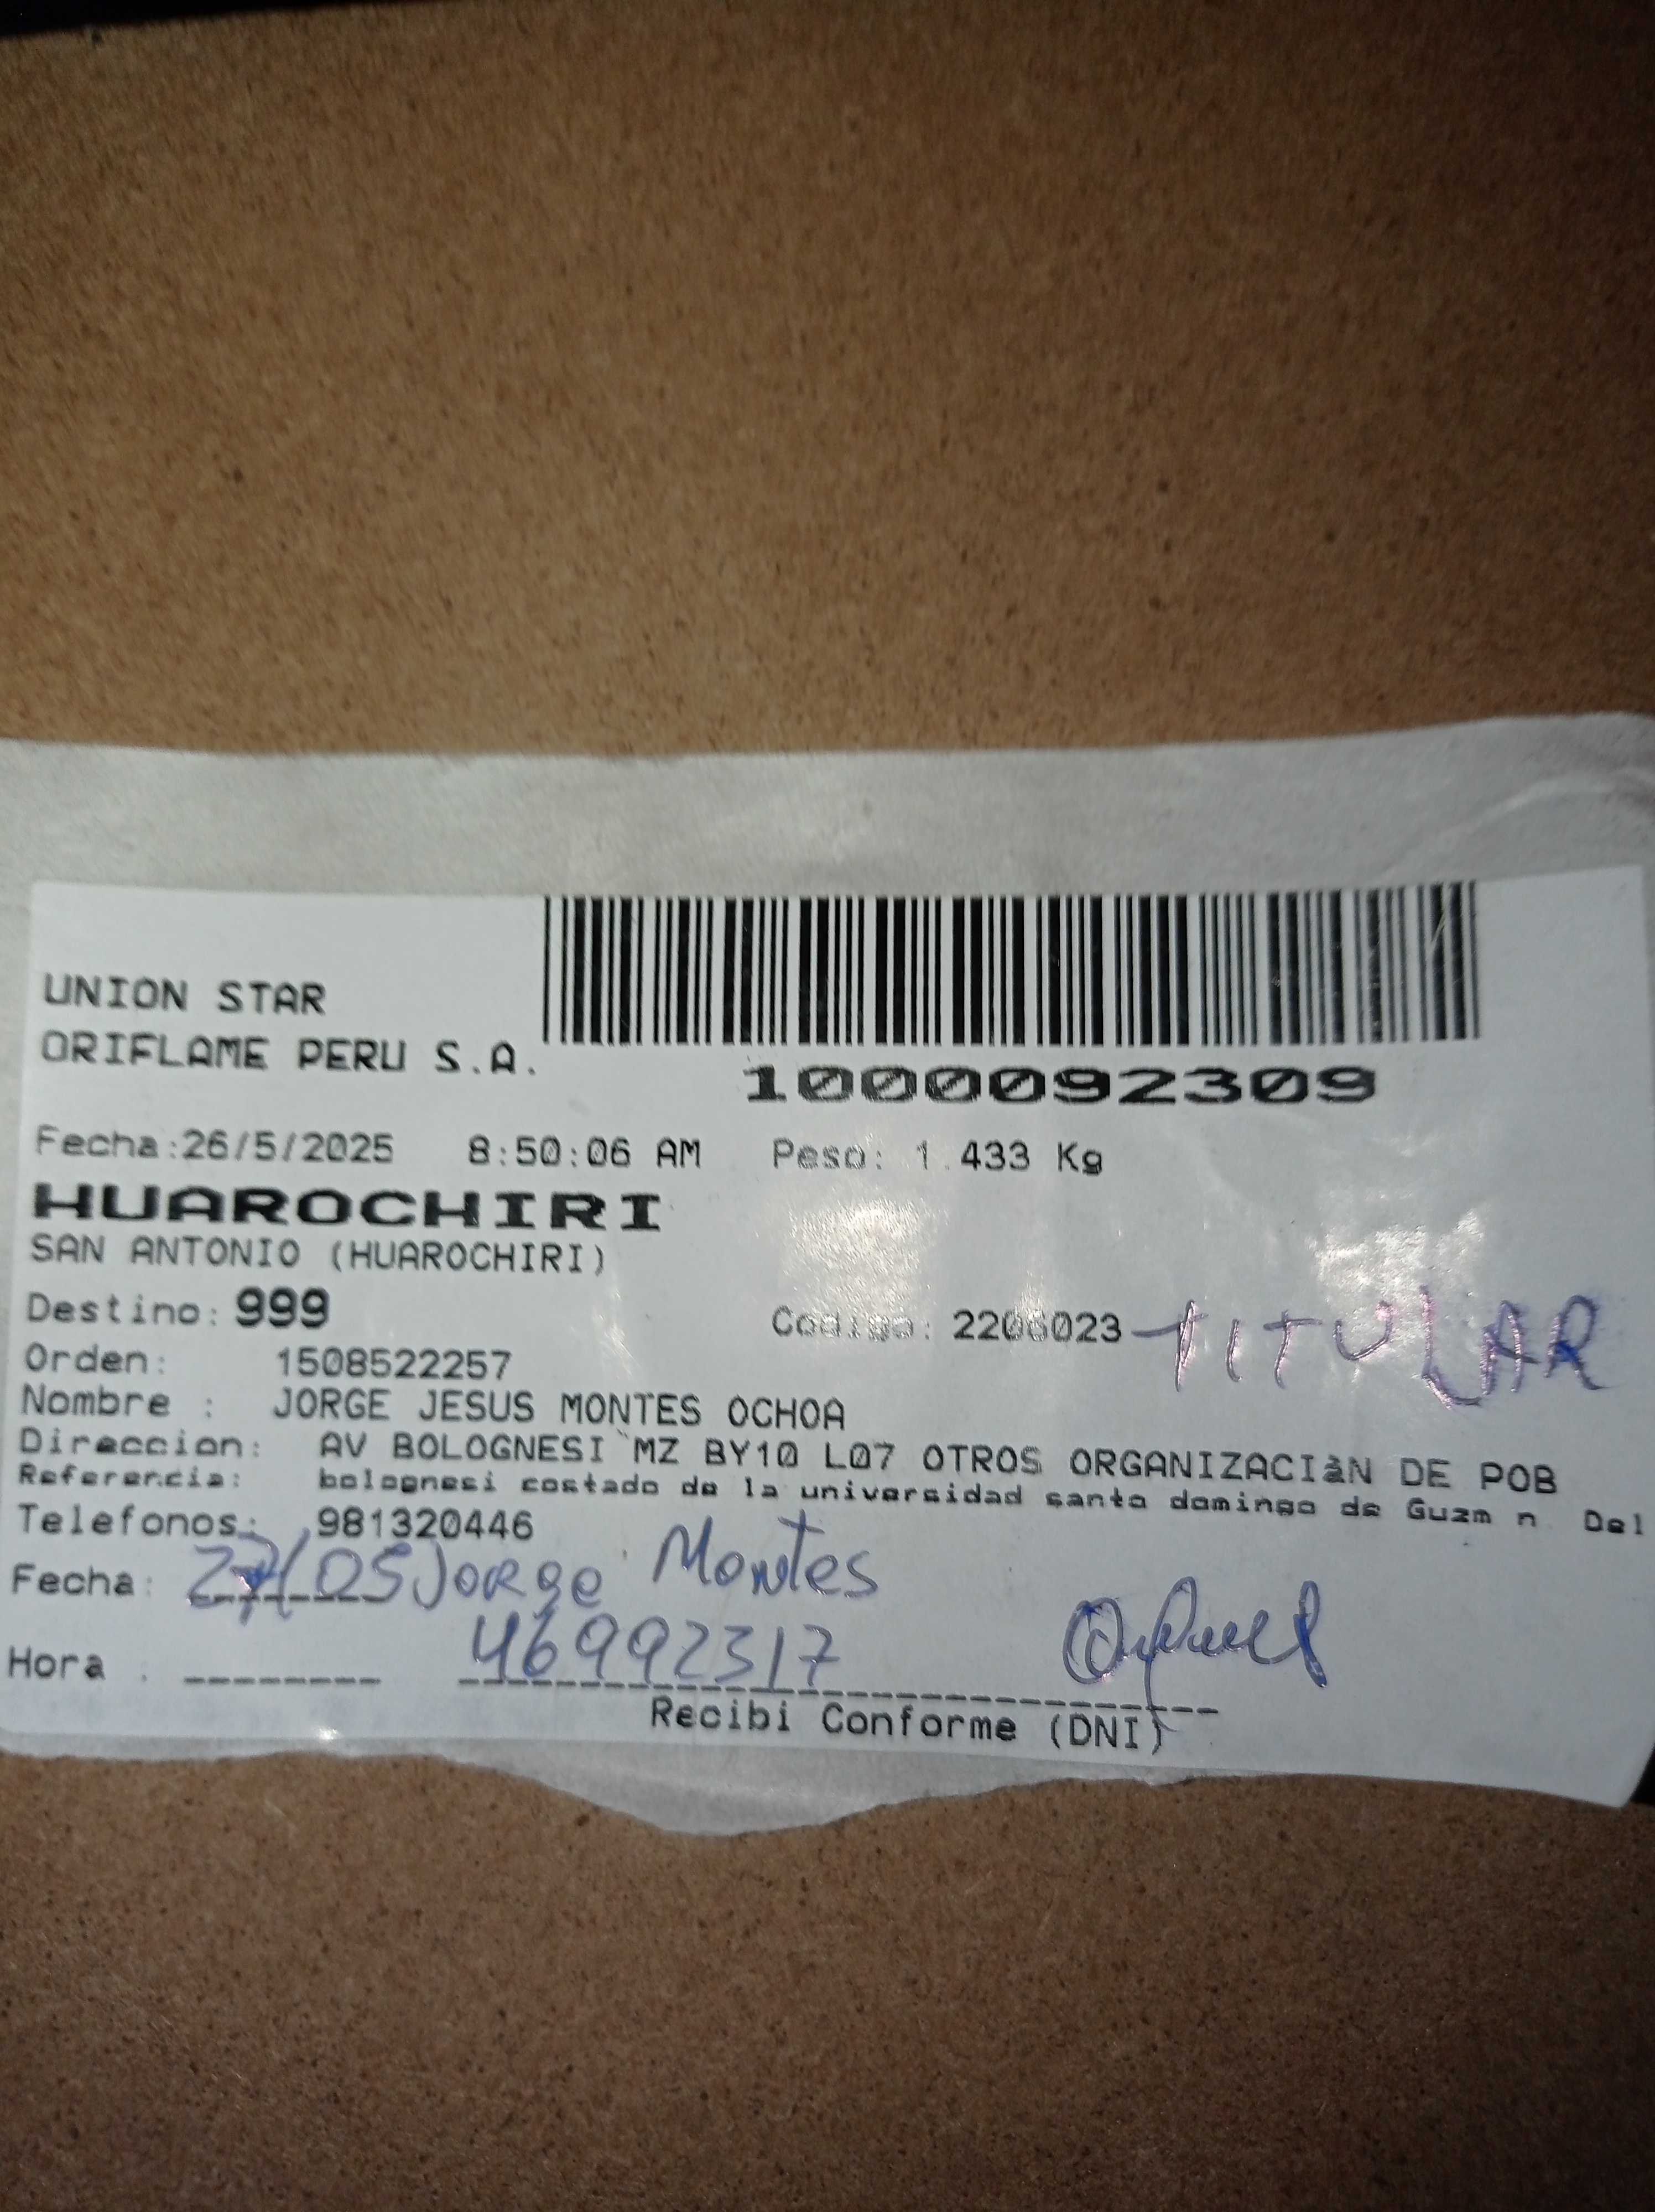 UNION STAR
ORIFLAME PERU S.A.
1000092309
Fecha:26/5/2025 8:50:06 AM Peso: 1.433 Kg
HUAROCHIRI
SAN ANTONIO (HUAROCHIRI)
Destino: 999 Codigo: 2206023 - TITULAR
Orden: 1508522257
Nombre : JORGE JESUS MONTES OCHOA
Direccion: AV BOLOGNESI MZ BY10 L07 OTROS ORGANIZACIàN DE POB
Referencia: bolognesi costado de la universidad santo domingo de Guzm n Del
Telefonos: 981320446
Fecha: 27/05 Jorge Montes
Hora : 46992317
Recibi Conforme (DNI)